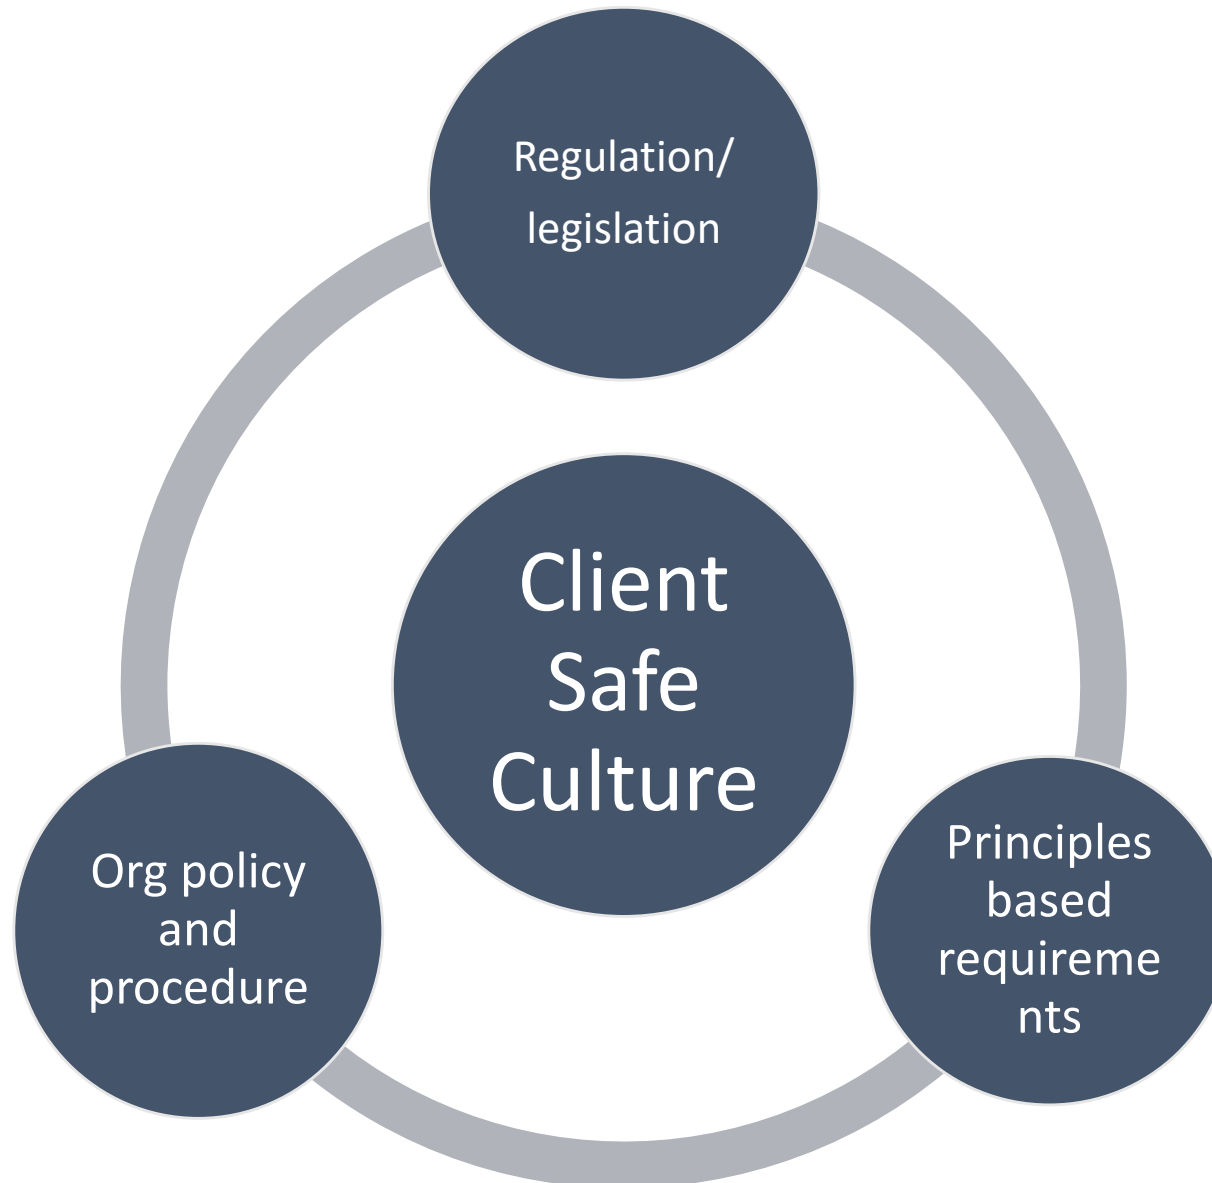 Regulation/
legislation
Client
Safe
Culture
Org policy
and
procedure
Principles
based
requireme
nts